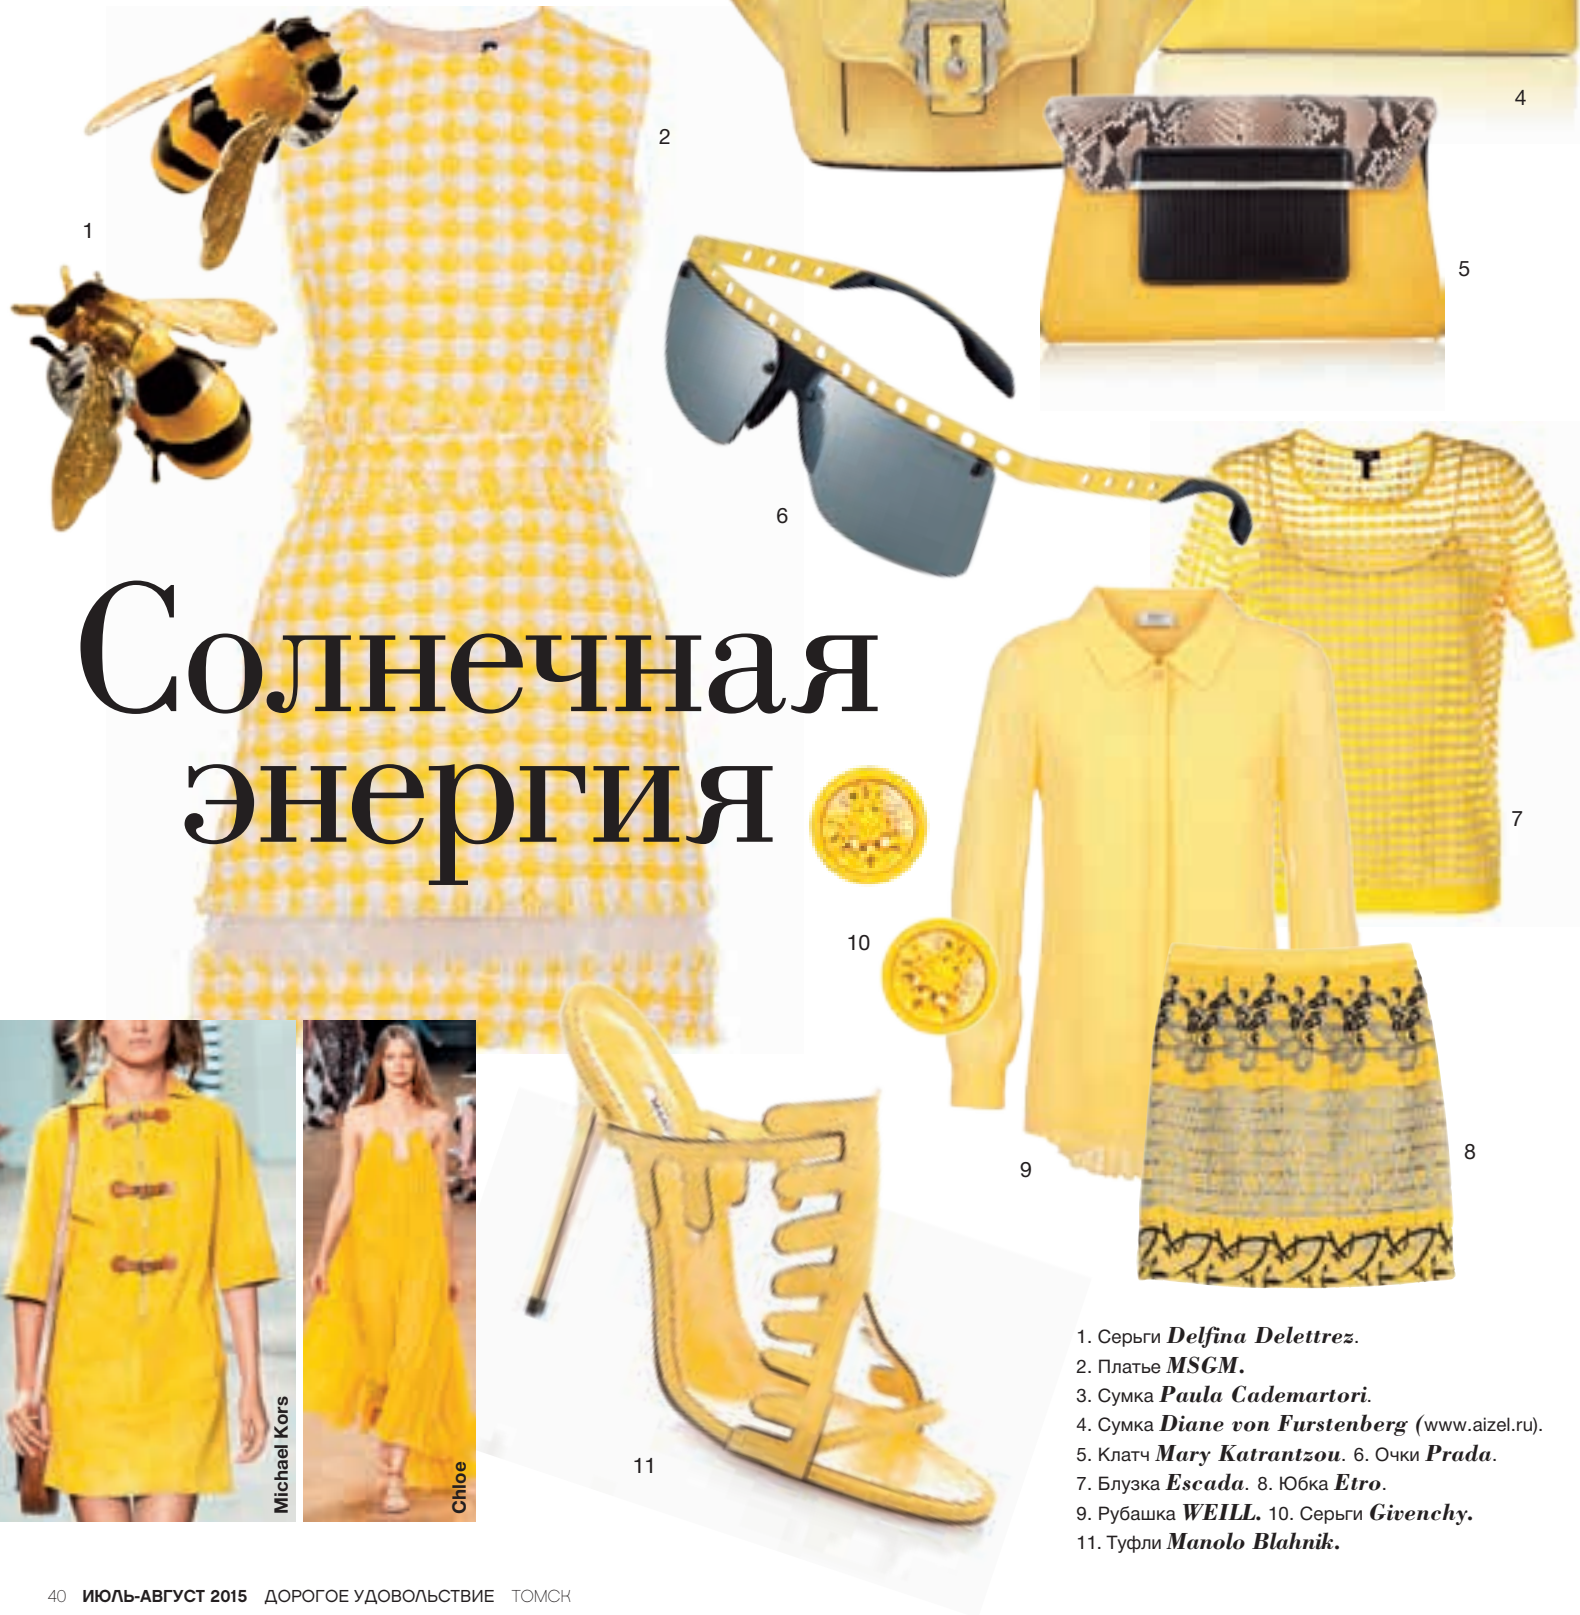 4
2
1
5
6
Солнечная
энергия
7
10
9
8
Michael Kors
Chloe
11
1. Серьги Delfina Delettrez.
2. Платье MSGM.
3. Сумка Paula Cademartori.
4. Сумка Diane von Furstenberg (www.aizel.ru).
5. Клатч Mary Katrantzou. 6. Очки Prada.
7. Блузка Escada. 8. Юбка Etro.
9. Рубашка WEILL. 10. Серьги Givenchy.
11. Туфли Manolo Blahnik.
40 ИЮЛЬ-АВГУСТ 2015 ДОРОГОЕ УДОВОЛЬСТВИЕ ТОМСК